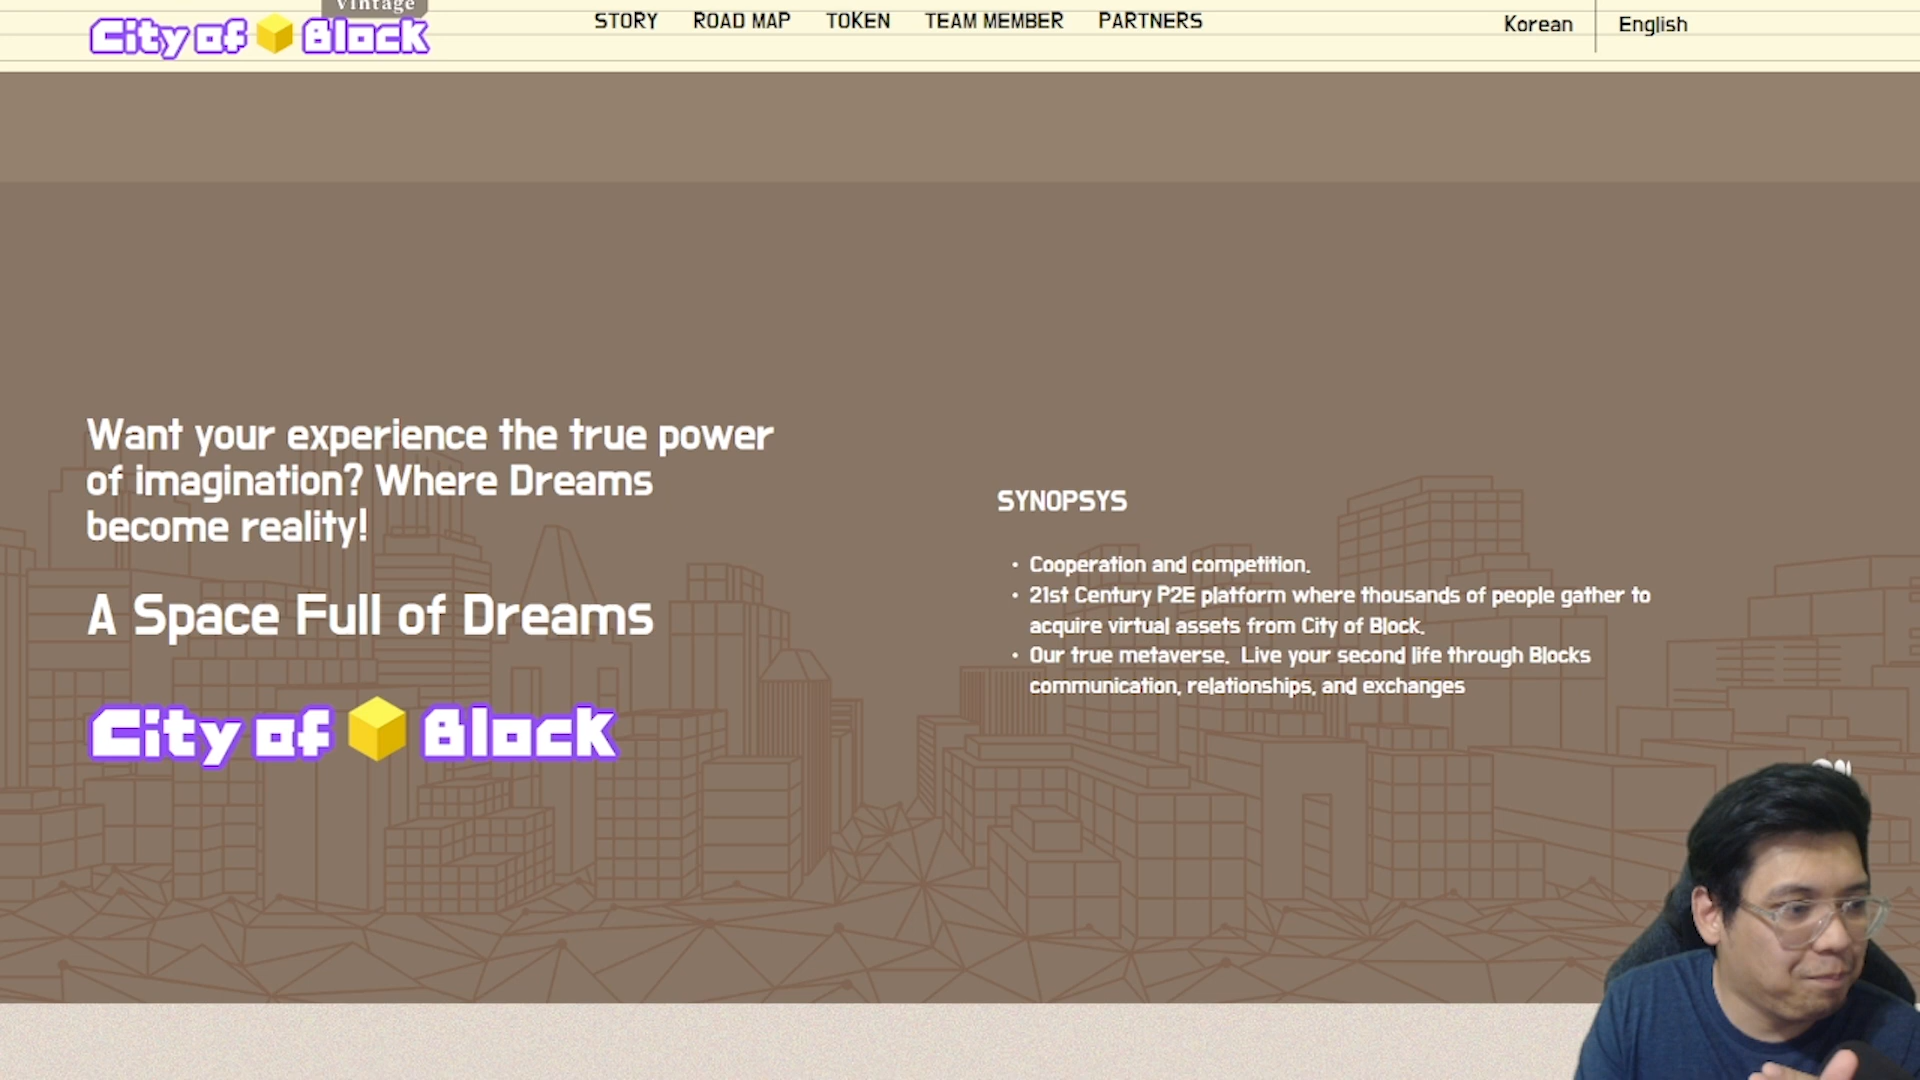 Vintage
City of Block
STORY ROAD MAP TOKEN TEAM MEMBER PARTNERS
Korean English
Want your experience the true power
of imagination? Where Dreams
become reality!
A Space Full of Dreams
City of Block
SYNOPSYS
• Cooperation and competition.
• 21st Century P2E platform where thousands of people gather to
acquire virtual assets from City of Block.
• Our true metaverse. Live your second life through Blocks
communication, relationships, and exchanges